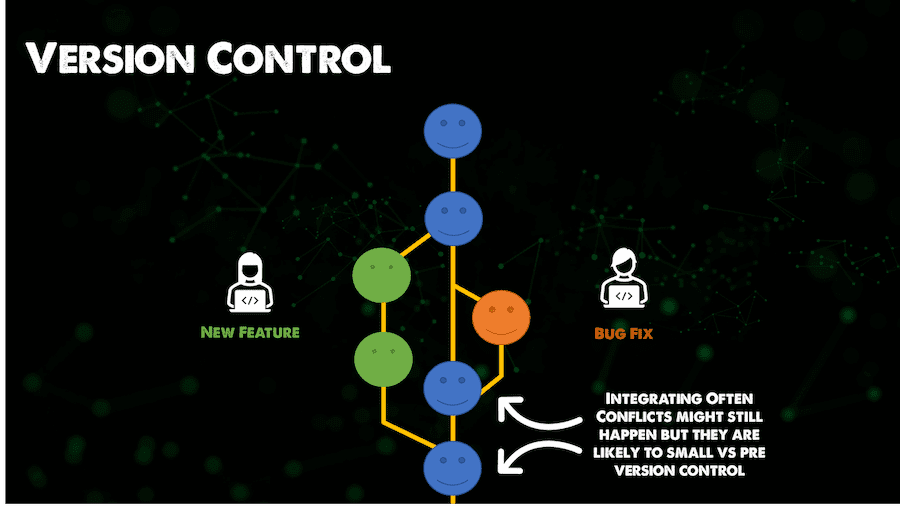 Version Control
</>
</>
New Feature
Bug Fix
Integrating Often
Conflicts might still
happen but they are
likely to small vs pre
version control